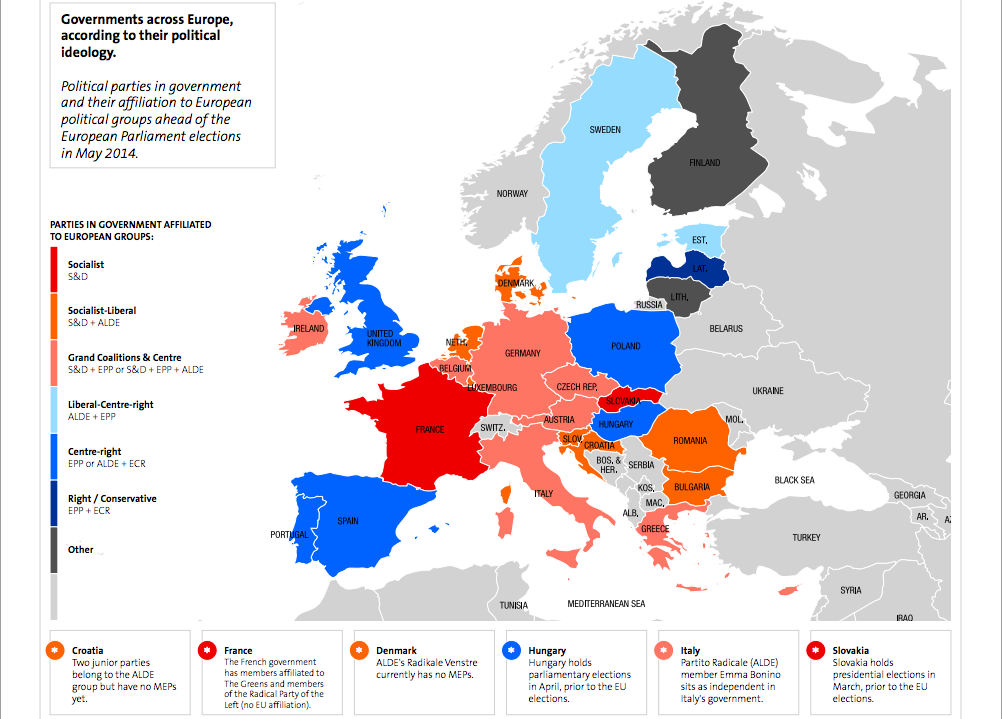 Governments across Europe,
according to their political
ideology.
Political parties in government
and their affiliation to European
political groups ahead of the
European Parliament elections
in May 2014.
PARTIES IN GOVERNMENT AFFILIATED
TO EUROPEAN GROUPS:
Socialist
S&D
Socialist-Liberal
S&D + ALDE
Grand Coalitions & Centre
S&D + EPP or S&D + EPP + ALDE
Liberal-Centre-right
ALDE + EPP
Centre-right
EPP or ALDE + ECR
Right / Conservative
EPP + ECR
Other
SWEDEN
FINLAND
NORWAY
EST.
LAT.
DENMARK
LITH.
RUSSIA
IRELAND
UNITED
KINGDOM
NETH.
BELARUS
POLAND
GERMANY
BELGIUM
LUXEMBOURG
CZECH REP.
UKRAINE
SLOVAKIA
FRANCE
SWITZ.
AUSTRIA
HUNGARY
MOL.
SLOV.
CROATIA
ROMANIA
BOS. &
HER.
SERBIA
BLACK SEA
KOS.
BULGARIA
ITALY
MAC.
GEORGIA
ALB.
AR.
AZ
SPAIN
PORTUGAL
GREECE
TURKEY
SYRIA
TUNISIA
MEDITERRANEAN SEA
IRAQ
Croatia
Two junior parties
belong to the ALDE
group but have no MEPs
yet.
France
The French government
has members affiliated to
The Greens and members
of the Radical Party of the
Left (no EU affiliation).
Denmark
ALDE's Radikale Venstre
currently has no MEPs.
Hungary
Hungary holds
parliamentary elections
in April, prior to the EU
elections.
Italy
Partito Radicale (ALDE)
member Emma Bonino
sits as independent in
Italy's government.
Slovakia
Slovakia holds
presidential elections in
March, prior to the EU
elections.